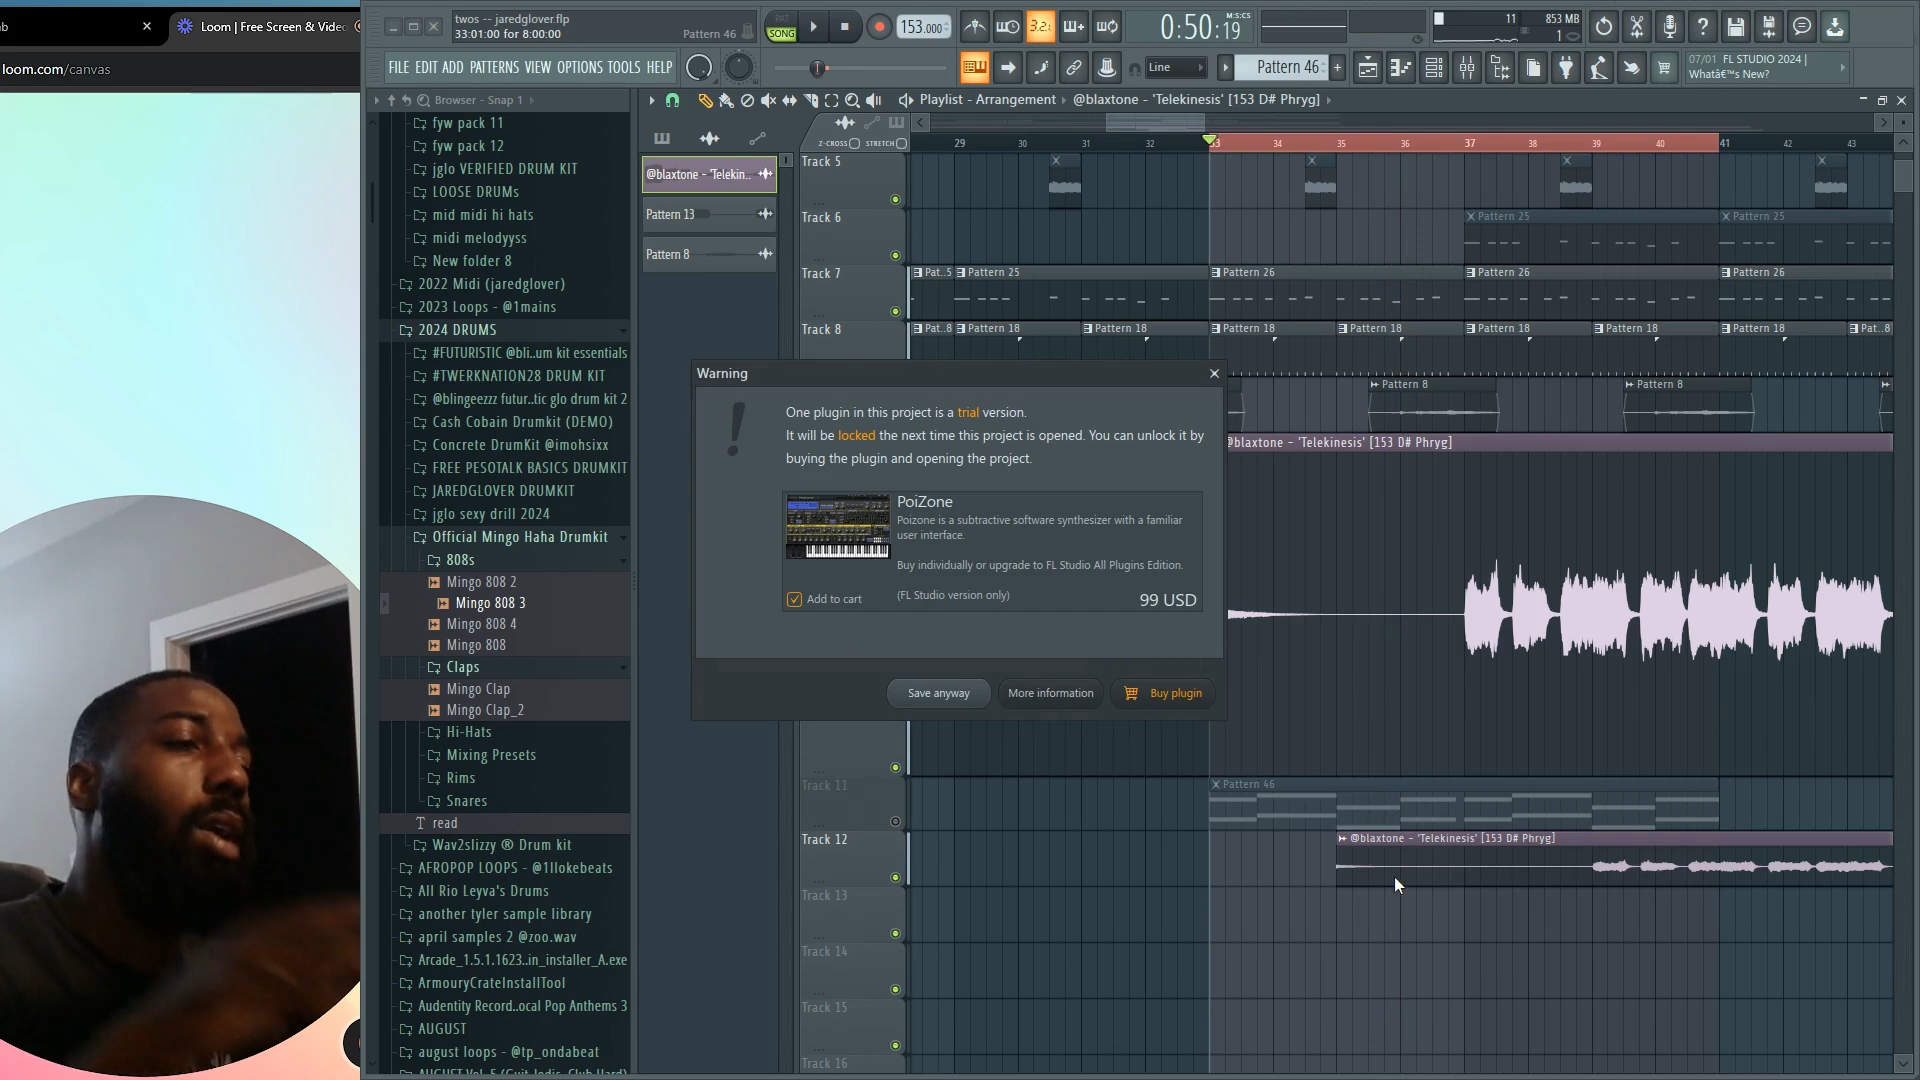 Loom | Free Screen & Video
loom.com/canvas
twos -- jaredglover.flp
33:01:00 for 8:00:00
Pattern 46
PAT
SONG
153.000
3.2.
0:50:19
M:S:CS
11
853 MB
1
FILE EDIT ADD PATTERNS VIEW OPTIONS TOOLS HELP
Line
Pattern 46
07/01 FL STUDIO 2024 |
Whatâ€™s New?
Browser - Snap 1
Playlist - Arrangement
@blaxtone - 'Telekinesis' [153 D# Phryg]
fyw pack 11
fyw pack 12
jglo VERIFIED DRUM KIT
LOOSE DRUMs
mid midi hi hats
midi melodyyss
New folder 8
2022 Midi (jaredglover)
2023 Loops - @1mains
2024 DRUMS
#FUTURISTIC @bli..um kit essentials
#TWERKNATION28 DRUM KIT
@blingeezzz futur..tic glo drum kit 2
Cash Cobain Drumkit (DEMO)
Concrete DrumKit @imohsixx
FREE PESOTALK BASICS DRUMKIT
JAREDGLOVER DRUMKIT
jglo sexy drill 2024
Official Mingo Haha Drumkit
808s
Mingo 808 2
Mingo 808 3
Mingo 808 4
Mingo 808
Claps
Mingo Clap
Mingo Clap_2
Hi-Hats
Mixing Presets
Rims
Snares
read
Wav2slizzy ® Drum kit
AFROPOP LOOPS - @1llokebeats
All Rio Leyva's Drums
another tyler sample library
april samples 2 @zoo.wav
Arcade_1.5.1.1623..in_installer_A.exe
ArmouryCrateInstallTool
Audentity Record..ocal Pop Anthems 3
AUGUST
august loops - @tp_ondabeat
@blaxtone - 'Telekin..
Pattern 13
Pattern 8
Z-CROSS
STRETCH
29 30 31 32 33 34 35 36 37 38 39 40 41 42 43
Track 5
Track 6
Pattern 25
Pattern 25
Track 7
Pat..5 Pattern 25 Pattern 26 Pattern 26 Pattern 26
Track 8
Pat..8 Pattern 18 Pattern 18 Pattern 18 Pattern 18 Pattern 18 Pattern 18 Pattern 18 Pat..8
Pattern 8
Pattern 8
@blaxtone - 'Telekinesis' [153 D# Phryg]
Warning
One plugin in this project is a trial version.
It will be locked the next time this project is opened. You can unlock it by
buying the plugin and opening the project.
PoiZone
Poizone is a subtractive software synthesizer with a familiar
user interface.
Buy individually or upgrade to FL Studio All Plugins Edition.
Add to cart
(FL Studio version only)
99 USD
Save anyway
More information
Buy plugin
Track 11
Pattern 46
Track 12
@blaxtone - 'Telekinesis' [153 D# Phryg]
Track 13
Track 14
Track 15
Track 16